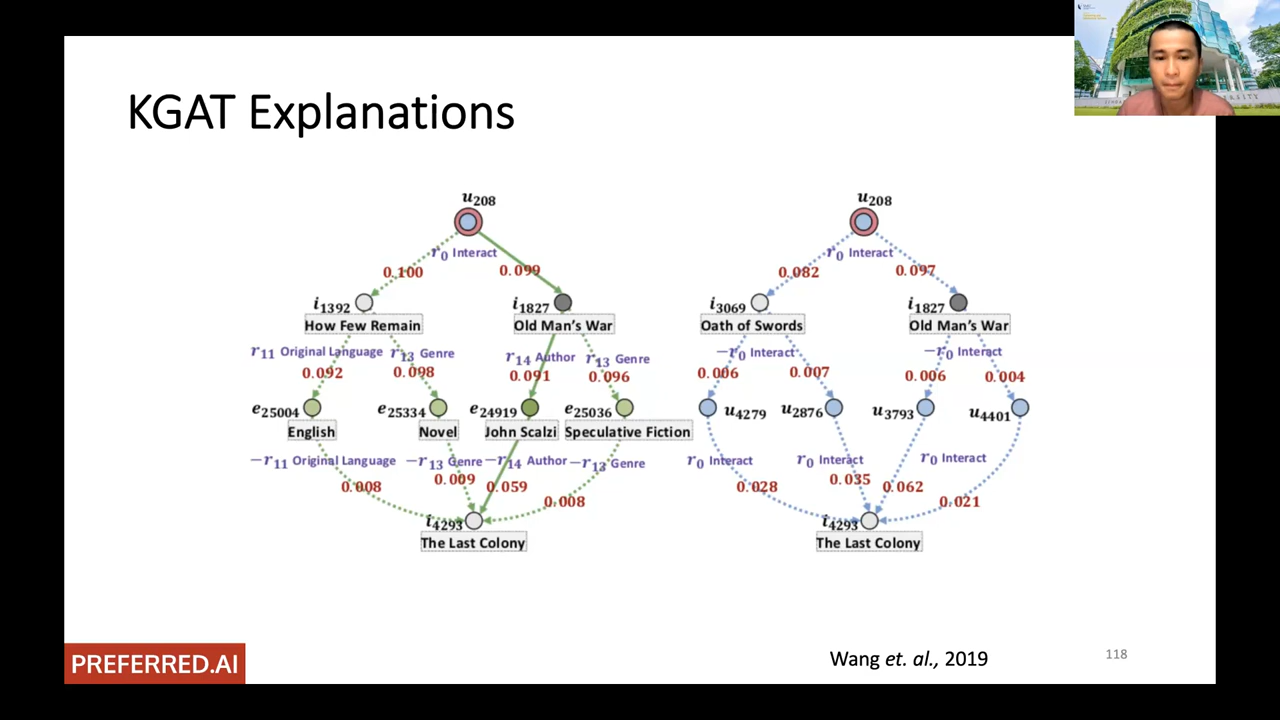 KGAT Explanations
u208
r0 Interact
0.100
0.099
i1392
How Few Remain
i1827
Old Man's War
r11 Original Language
r13 Genre
r14 Author
r13 Genre
0.092
0.098
0.091
0.096
e25004
English
e25334
Novel
e24919
John Scalzi
e25036
Speculative Fiction
−r11 Original Language
−r13 Genre
−r14 Author
−r13 Genre
0.008
0.009
0.059
0.008
i4293
The Last Colony
u208
r0 Interact
0.082
0.097
i3069
Oath of Swords
i1827
Old Man's War
−r0 Interact
−r0 Interact
0.006
0.007
0.006
0.004
u4279
u2876
u3793
u4401
r0 Interact
r0 Interact
r0 Interact
0.028
0.035
0.062
0.021
i4293
The Last Colony
PREFERRED.AI
Wang et. al., 2019
118